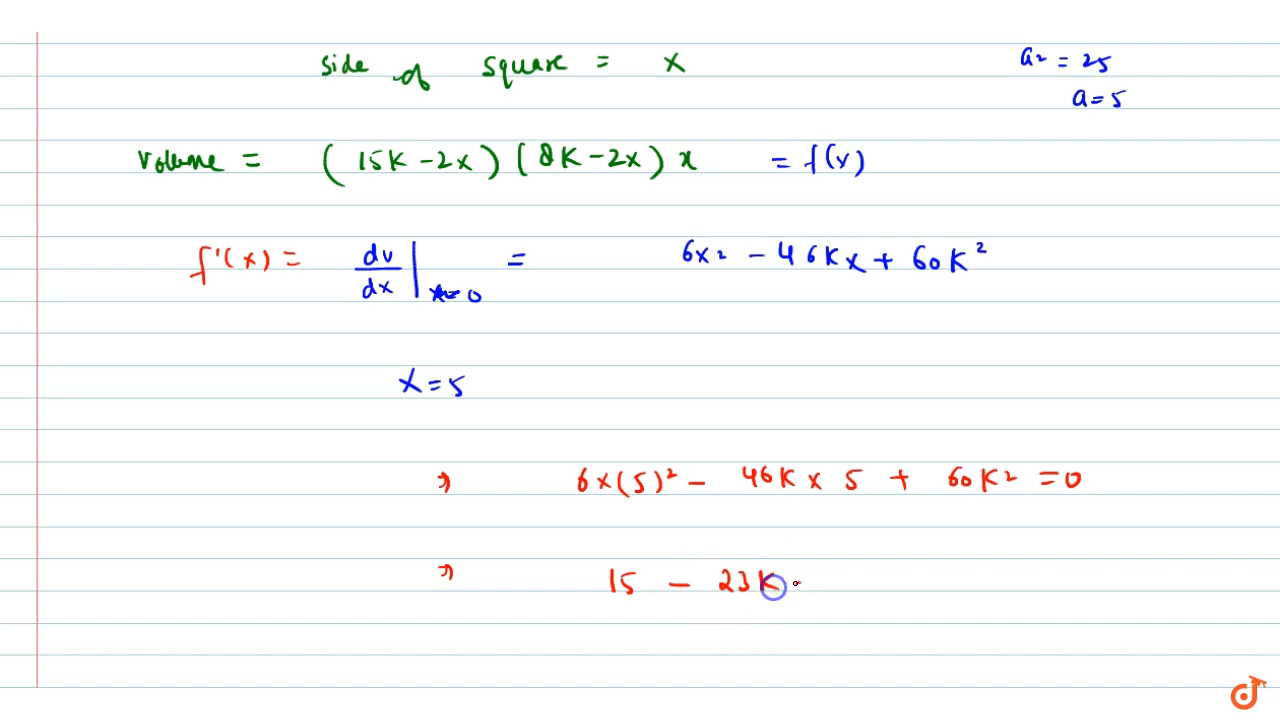 side of square = x
a² = 25
a = 5
Volume = (15K - 2x) (8K - 2x) x = f(x)
f'(x) = dv/dx |x=0 = 6x² - 46Kx + 60K²
x = 5
⇒ 6x(5)² - 46K x 5 + 60K² = 0
⇒ 15 - 23K